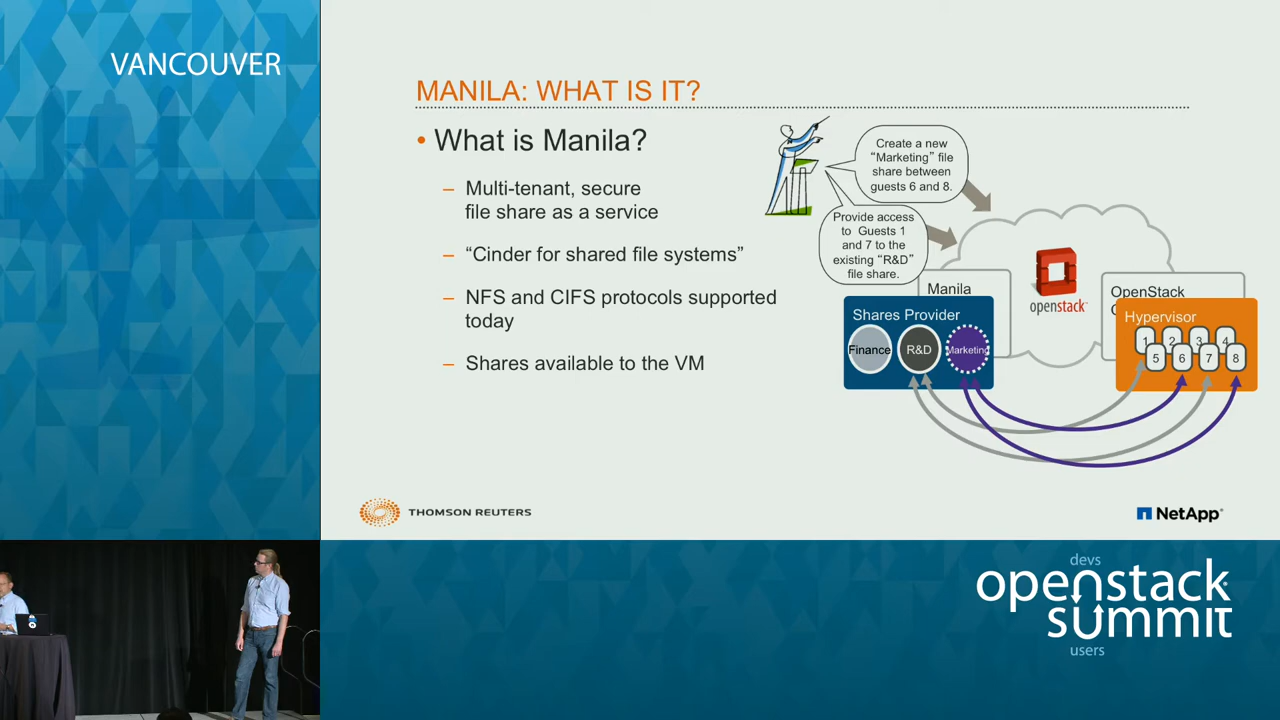 VANCOUVER
MANILA: WHAT IS IT?
• What is Manila?
– Multi-tenant, secure
file share as a service
– “Cinder for shared file systems”
– NFS and CIFS protocols supported
today
– Shares available to the VM
Create a new
“Marketing” file
share between
guests 6 and 8.
Provide access
to Guests 1
and 7 to the
existing “R&D”
file share.
openstack
Manila
Shares Provider
Finance
R&D
Marketing
OpenStack
Hypervisor
1 2 3 4
5 6 7 8
THOMSON REUTERS
NetApp
devs
openstack
summit
users